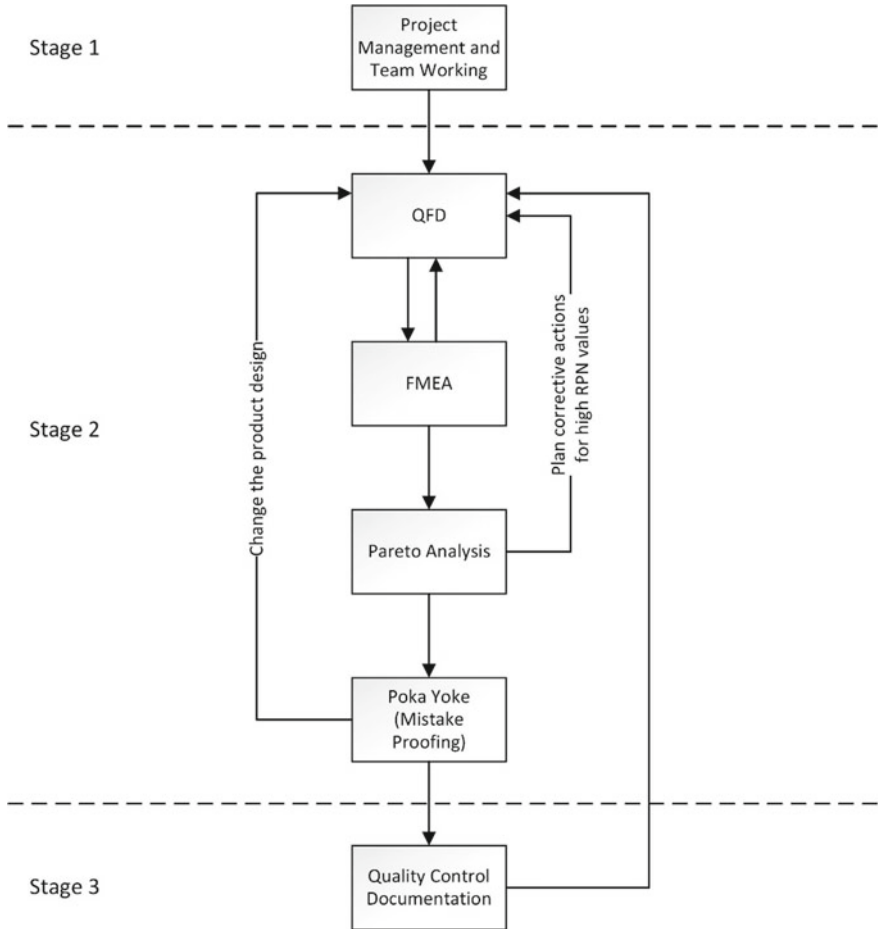 Stage 1
Project
Management and
Team Working
QFD
Change the product design
Plan corrective actions
for high RPN values
FMEA
Stage 2
Pareto Analysis
Poka Yoke
(Mistake
Proofing)
Stage 3
Quality Control
Documentation